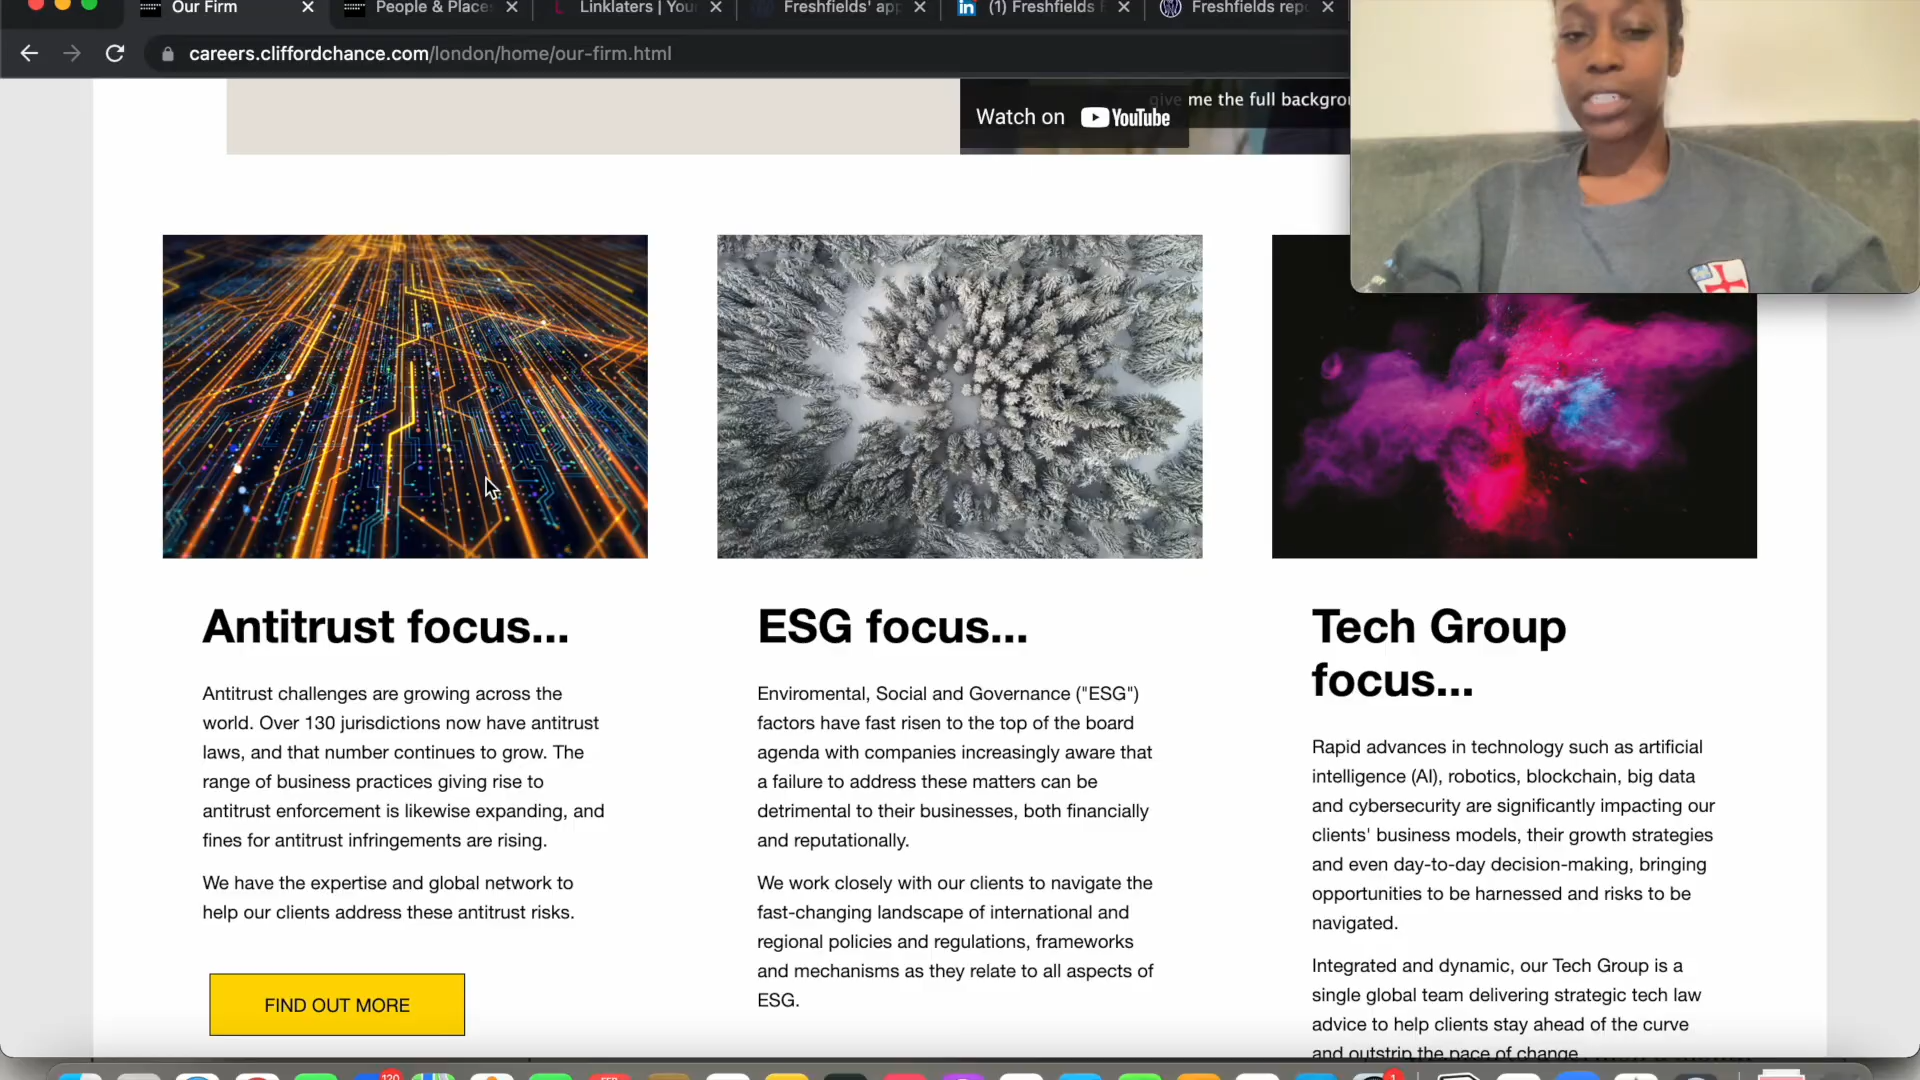 Our Firm
People & Places
Linklaters | You
Freshfields' app
(1) Freshfields
Freshfields repo
careers.cliffordchance.com/london/home/our-firm.html
give me the full backgrou
Watch on YouTube
Antitrust focus...
Antitrust challenges are growing across the
world. Over 130 jurisdictions now have antitrust
laws, and that number continues to grow. The
range of business practices giving rise to
antitrust enforcement is likewise expanding, and
fines for antitrust infringements are rising.
We have the expertise and global network to
help our clients address these antitrust risks.
FIND OUT MORE
ESG focus...
Enviromental, Social and Governance ("ESG")
factors have fast risen to the top of the board
agenda with companies increasingly aware that
a failure to address these matters can be
detrimental to their businesses, both financially
and reputationally.
We work closely with our clients to navigate the
fast-changing landscape of international and
regional policies and regulations, frameworks
and mechanisms as they relate to all aspects of
ESG.
Tech Group
focus...
Rapid advances in technology such as artificial
intelligence (AI), robotics, blockchain, big data
and cybersecurity are significantly impacting our
clients' business models, their growth strategies
and even day-to-day decision-making, bringing
opportunities to be harnessed and risks to be
navigated.
Integrated and dynamic, our Tech Group is a
single global team delivering strategic tech law
advice to help clients stay ahead of the curve
and outstrip the pace of change
120
FEB
1